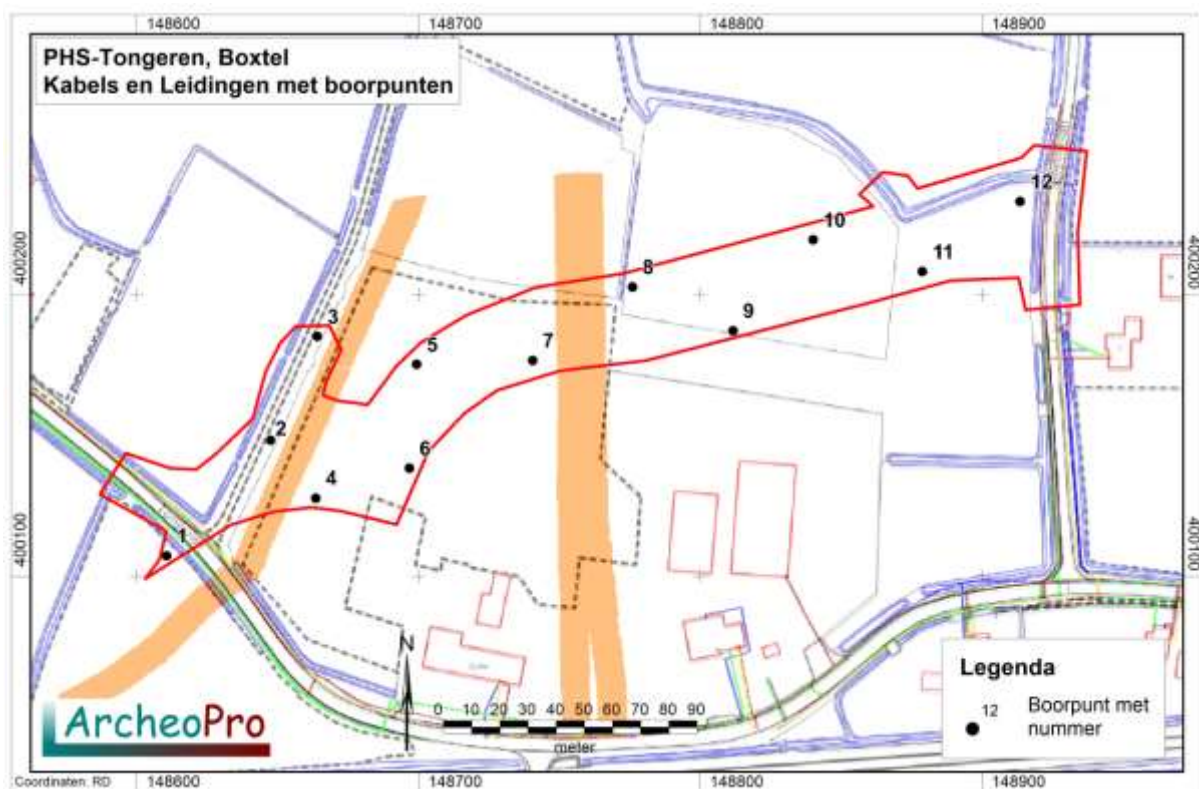 148600 148700 148800 148900
PHS-Tongeren, Boxtel
Kabels en Leidingen met boorpunten
12
10
400200
11
400200
8
3
9
5
7
2
6
4
1
400100
400100
N
Legenda
12 Boorpunt met
nummer
ArcheoPro
0 10 20 30 40 50 60 70 80 90
meter
Coordinaten: RD
148600 148700 148800 148900